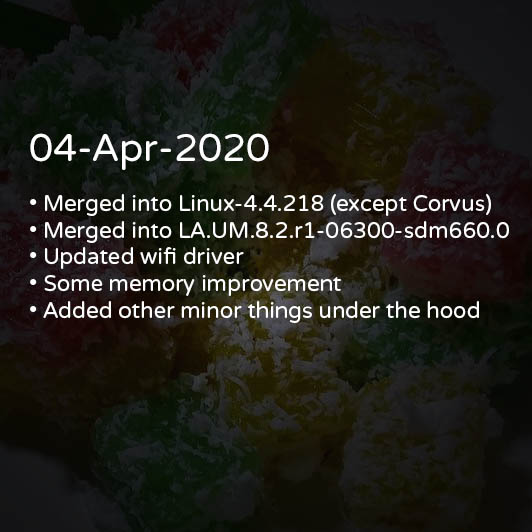 04-Apr-2020
• Merged into Linux-4.4.218 (except Corvus)
• Merged into LA.UM.8.2.r1-06300-sdm660.0
• Updated wifi driver
• Some memory improvement
• Added other minor things under the hood